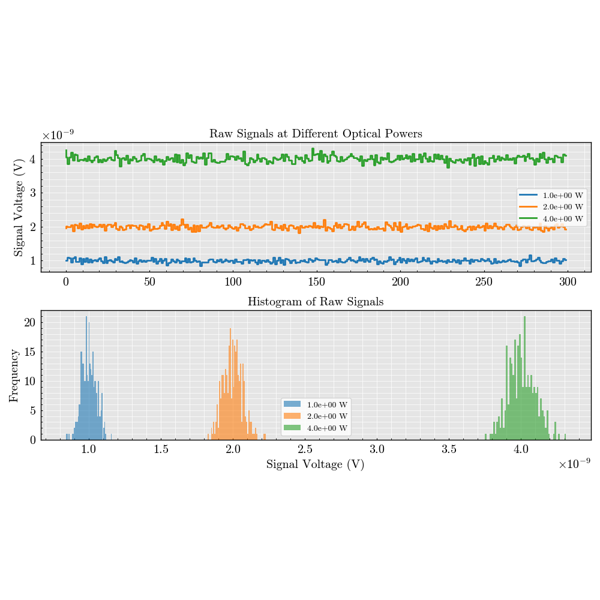 Raw Signals at Different Optical Powers
×10⁻⁹
Signal Voltage (V)
4
3
2
1
1.0e+00 W
2.0e+00 W
4.0e+00 W
0 50 100 150 200 250 300
Histogram of Raw Signals
Frequency
20
15
10
5
0
1.0e+00 W
2.0e+00 W
4.0e+00 W
1.0 1.5 2.0 2.5 3.0 3.5 4.0
Signal Voltage (V)
×10⁻⁹